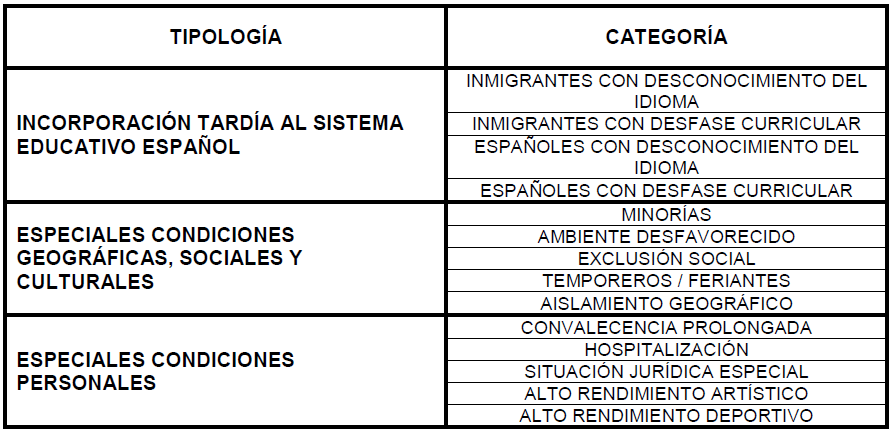 TIPOLOGÍA
CATEGORÍA
INCORPORACIÓN TARDÍA AL SISTEMA
EDUCATIVO ESPAÑOL
INMIGRANTES CON DESCONOCIMIENTO DEL
IDIOMA
INMIGRANTES CON DESFASE CURRICULAR
ESPAÑOLES CON DESCONOCIMIENTO DEL
IDIOMA
ESPAÑOLES CON DESFASE CURRICULAR
ESPECIALES CONDICIONES
GEOGRÁFICAS, SOCIALES Y
CULTURALES
MINORÍAS
AMBIENTE DESFAVORECIDO
EXCLUSIÓN SOCIAL
TEMPOREROS / FERIANTES
AISLAMIENTO GEOGRÁFICO
ESPECIALES CONDICIONES
PERSONALES
CONVALECENCIA PROLONGADA
HOSPITALIZACIÓN
SITUACIÓN JURÍDICA ESPECIAL
ALTO RENDIMIENTO ARTÍSTICO
ALTO RENDIMIENTO DEPORTIVO